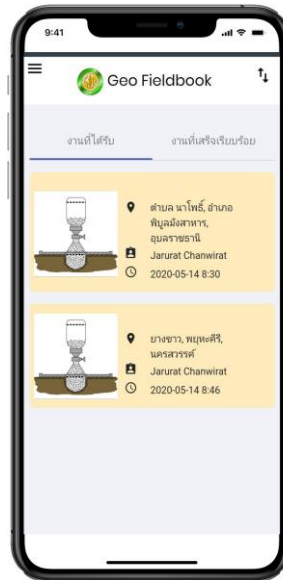 9:41
Geo Fieldbook
งานที่ได้รับ
งานที่เสร็จเรียบร้อย
ตำบล นาโพธิ์, อำเภอ
พิบูลมังสาหาร,
อุบลราชธานี
Jarurat Chanwirat
2020-05-14 8:30
ยางขาว, พยุหะคีรี,
นครสวรรค์
Jarurat Chanwirat
2020-05-14 8:46